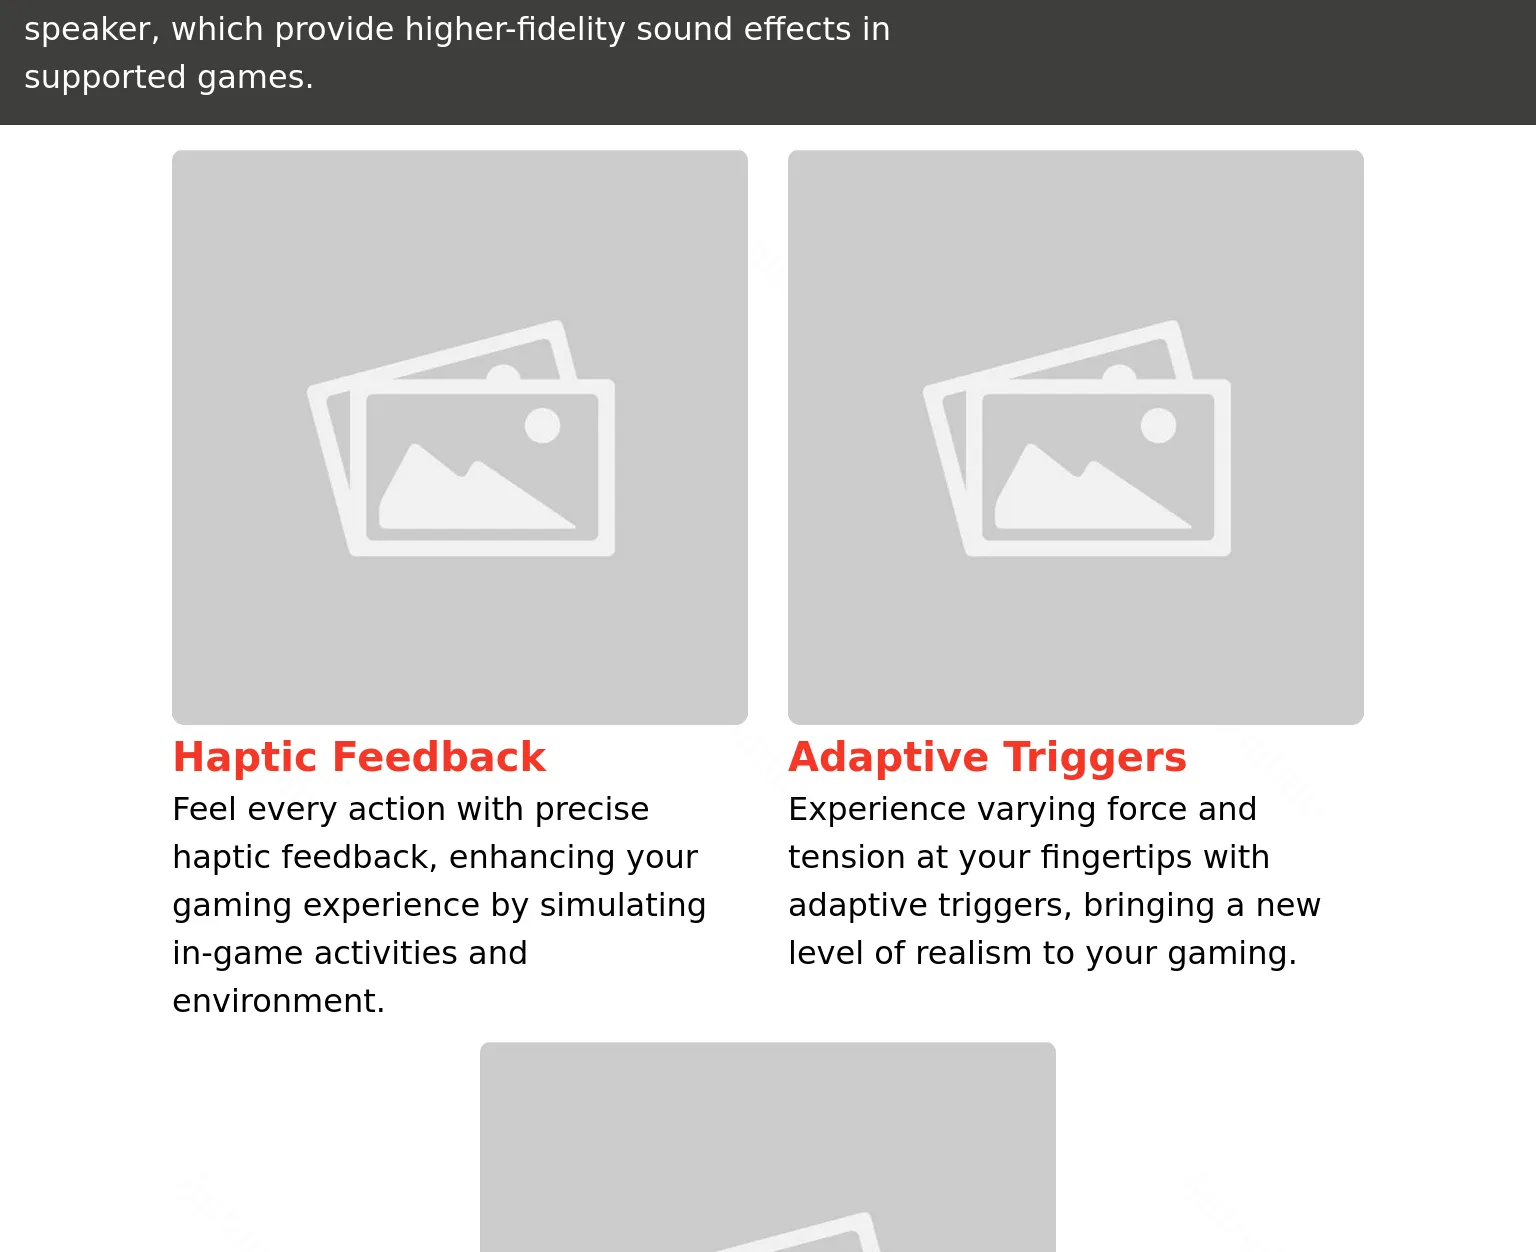 speaker, which provide higher-fidelity sound effects in
supported games.
Haptic Feedback
Feel every action with precise
haptic feedback, enhancing your
gaming experience by simulating
in-game activities and
environment.
Adaptive Triggers
Experience varying force and
tension at your fingertips with
adaptive triggers, bringing a new
level of realism to your gaming.